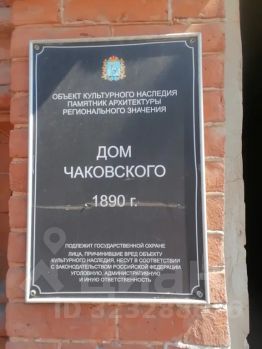 ОБЪЕКТ КУЛЬТУРНОГО НАСЛЕДИЯ
ПАМЯТНИК АРХИТЕКТУРЫ
РЕГИОНАЛЬНОГО ЗНАЧЕНИЯ
ДОМ
ЧАКОВСКОГО
1890 г.
ПОДЛЕЖИТ ГОСУДАРСТВЕННОЙ ОХРАНЕ
ЛИЦА, ПРИЧИНИВШИЕ ВРЕД ОБЪЕКТУ
КУЛЬТУРНОГО НАСЛЕДИЯ, НЕСУТ В СООТВЕТСТВИИ
С ЗАКОНОДАТЕЛЬСТВОМ РОССИЙСКОЙ ФЕДЕРАЦИИ
УГОЛОВНУЮ, АДМИНИСТРАТИВНУЮ
И ИНУЮ ОТВЕТСТВЕННОСТЬ